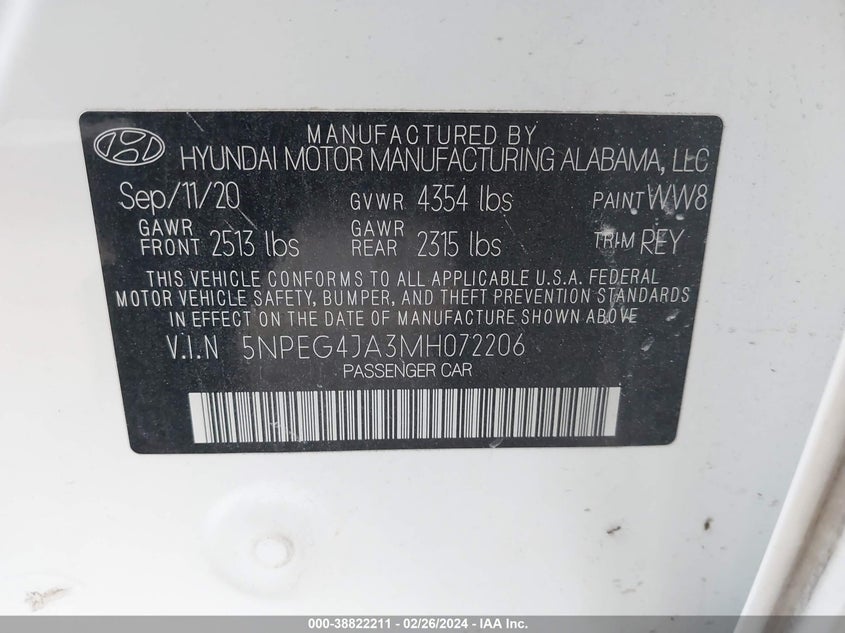 MANUFACTURED BY
HYUNDAI MOTOR MANUFACTURING ALABAMA, LLC
Sep/11/20 GVWR 4354 lbs PAINT WW8
GAWR FRONT 2513 lbs GAWR REAR 2315 lbs TRIM REY
THIS VEHICLE CONFORMS TO ALL APPLICABLE U.S.A. FEDERAL
MOTOR VEHICLE SAFETY, BUMPER, AND THEFT PREVENTION STANDARDS
IN EFFECT ON THE DATE OF MANUFACTURE SHOWN ABOVE
V.I.N 5NPEG4JA3MH072206
PASSENGER CAR
000-38822211 - 02/26/2024 - IAA Inc.